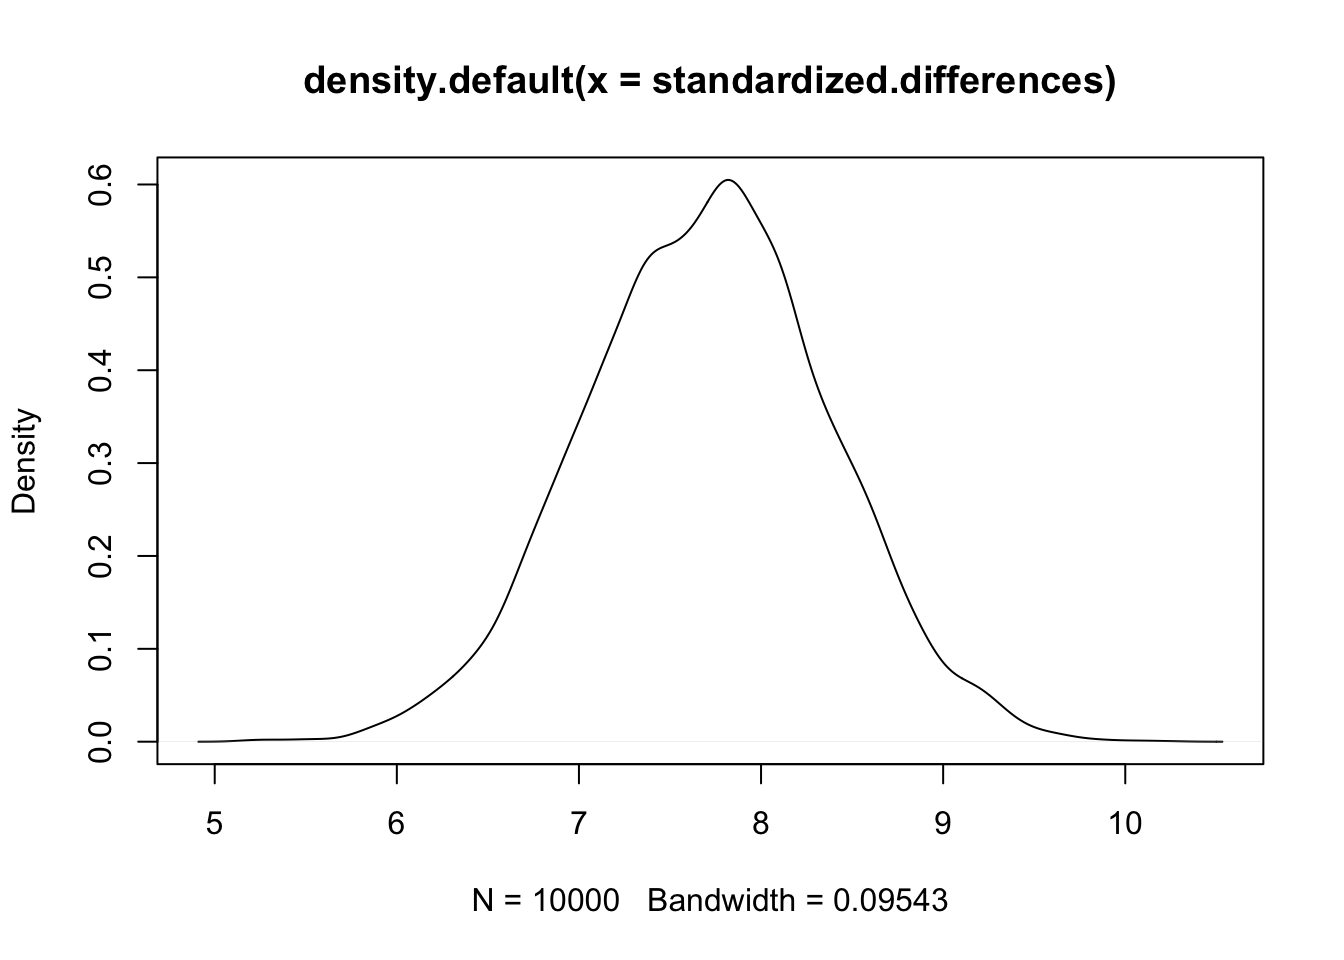 density.default(x = standardized.differences)
Density
0.6
0.5
0.4
0.3
0.2
0.1
0.0
5 6 7 8 9 10
N = 10000 Bandwidth = 0.09543